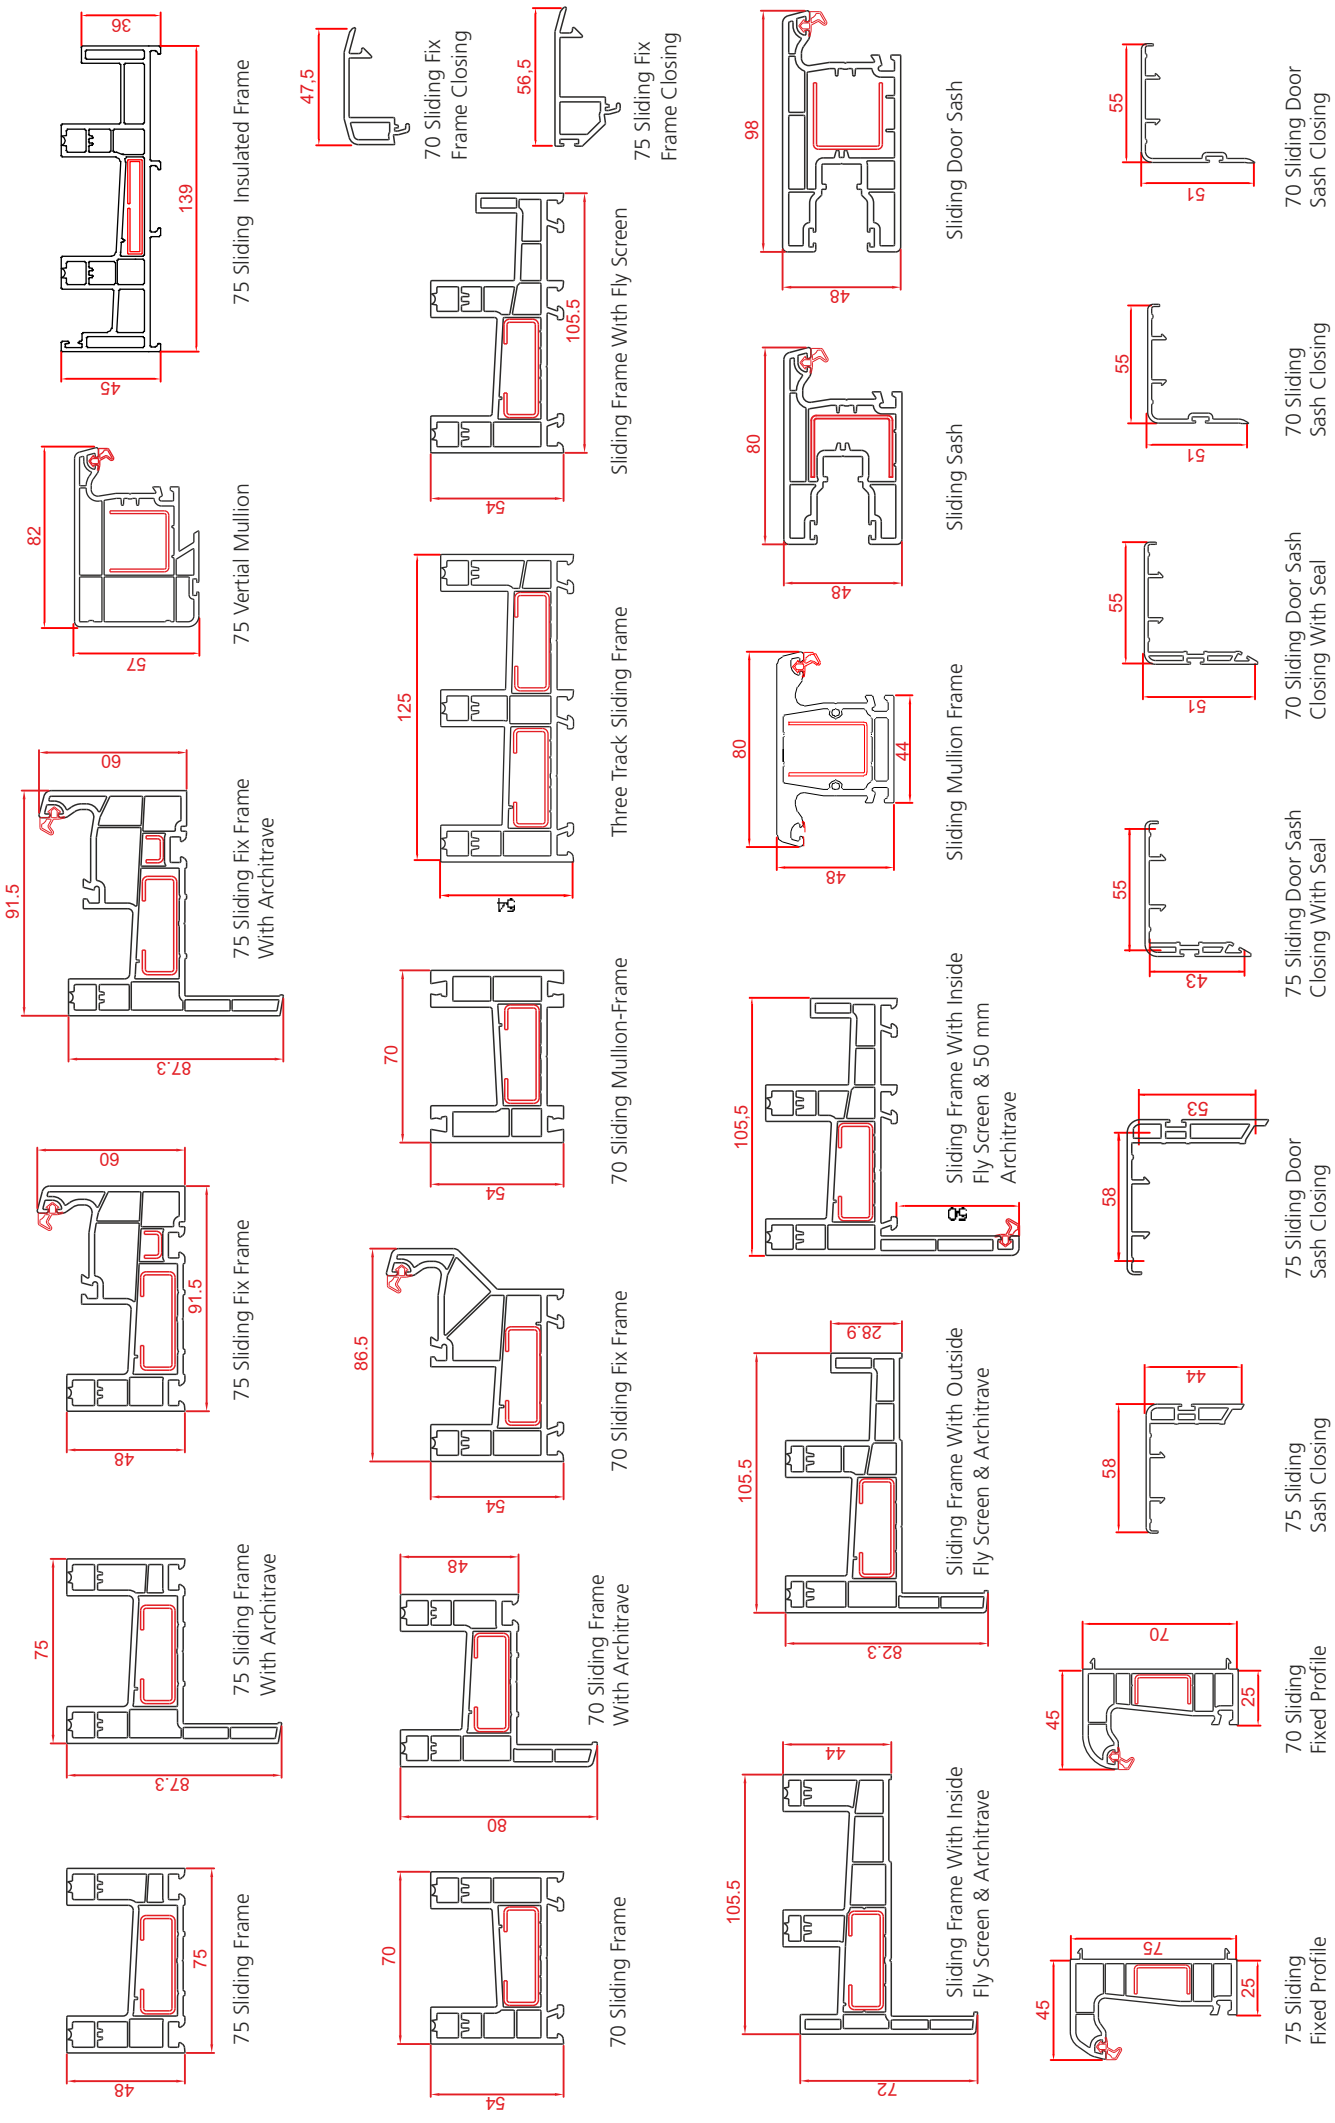 48
75
75 Sliding Frame
75
87.3
75 Sliding Frame
With Architrave
60
48
91.5
75 Sliding Fix Frame
91.5
60
87.3
75 Sliding Fix Frame
With Architrave
82
57
75 Vertial Mullion
36
45
139
75 Sliding Insulated Frame
70
54
70 Sliding Frame
48
80
70 Sliding Frame
With Architrave
86.5
54
70 Sliding Fix Frame
70
54
70 Sliding Mullion-Frame
125
54
Three Track Sliding Frame
54
105.5
Sliding Frame With Fly Screen
47,5
70 Sliding Fix
Frame Closing
56,5
75 Sliding Fix
Frame Closing
105.5
44
72
Sliding Frame With Inside
Fly Screen & Architrave
105.5
28.9
82.3
Sliding Frame With Outside
Fly Screen & Architrave
105,5
50
Sliding Frame With Inside
Fly Screen & 50 mm
Architrave
80
48
44
Sliding Mullion Frame
80
48
Sliding Sash
98
48
Sliding Door Sash
45
75
25
75 Sliding
Fixed Profile
45
70
25
70 Sliding
Fixed Profile
58
44
75 Sliding
Sash Closing
58
53
75 Sliding Door
Sash Closing
55
43
75 Sliding Door Sash
Closing With Seal
55
51
70 Sliding Door Sash
Closing With Seal
55
51
70 Sliding
Sash Closing
55
51
70 Sliding Door
Sash Closing